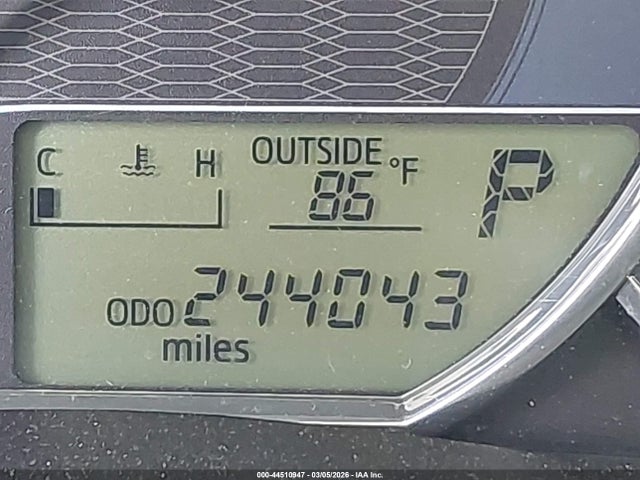 C H OUTSIDE °F P
86
ODO 244043
miles
000-44510947 - 03/05/2026 - IAA Inc.